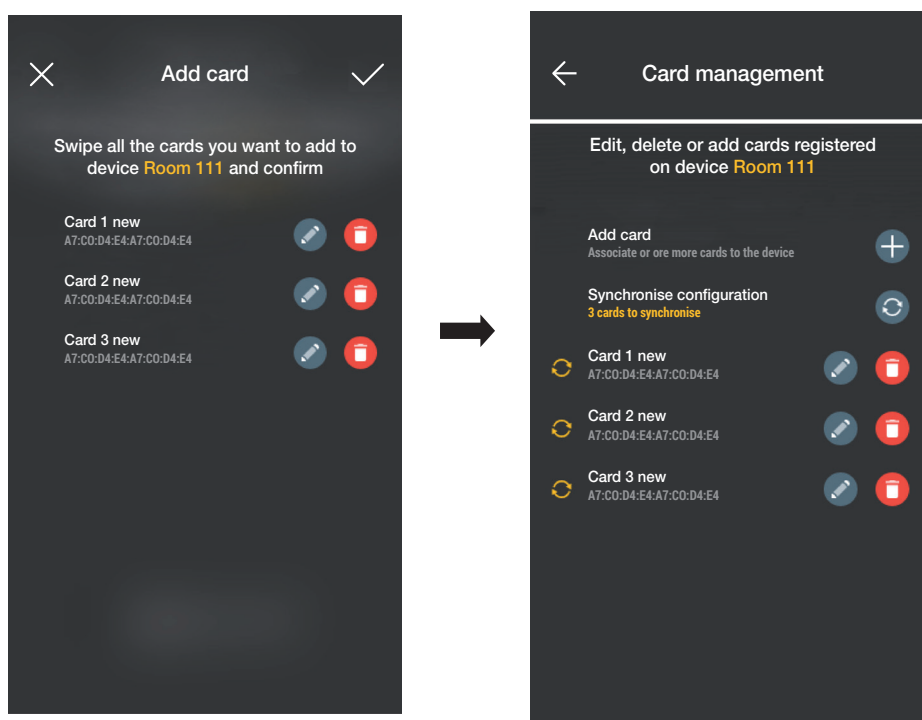 Add card
Swipe all the cards you want to add to
device Room 111 and confirm
Card 1 new
A7:C0:D4:E4:A7:C0:D4:E4
Card 2 new
A7:C0:D4:E4:A7:C0:D4:E4
Card 3 new
A7:C0:D4:E4:A7:C0:D4:E4
Card management
Edit, delete or add cards registered
on device Room 111
Add card
Associate or ore more cards to the device
Synchronise configuration
3 cards to synchronise
Card 1 new
A7:C0:D4:E4:A7:C0:D4:E4
Card 2 new
A7:C0:D4:E4:A7:C0:D4:E4
Card 3 new
A7:C0:D4:E4:A7:C0:D4:E4